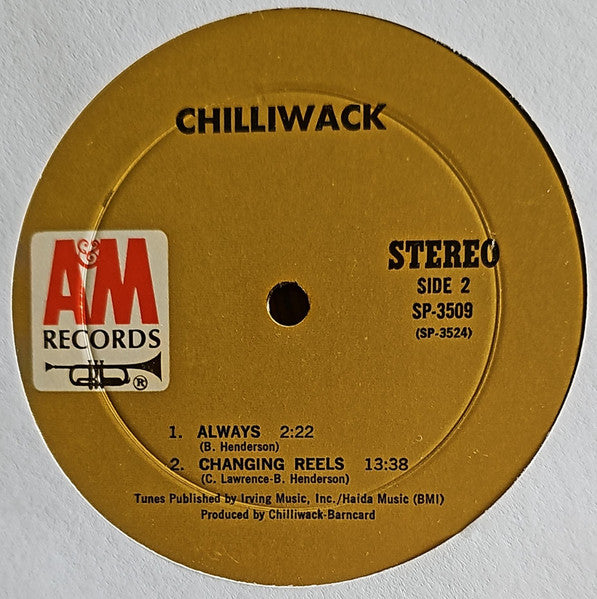 CHILLIWACK
A&M
RECORDS
®
STEREO
SIDE 2
SP-3509
(SP-3524)
1. ALWAYS 2:22
(B. Henderson)
2. CHANGING REELS 13:38
(C. Lawrence-B. Henderson)
Tunes Published by Irving Music, Inc./Haida Music (BMI)
Produced by Chilliwack-Barncard